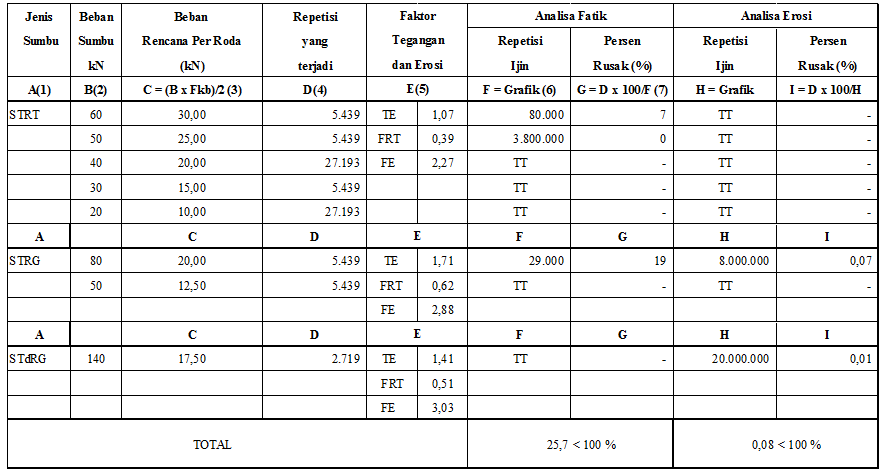 Jenis Beban Beban Repetisi Faktor Analisa Fatik Analisa Erosi
Sumbu Sumbu Rencana Per Roda yang Tegangan Repetisi Persen Repetisi Persen
kN (kN) terjadi dan Erosi Ijin Rusak (%) Ijin Rusak (%)
A(1) B(2) C = (B x Fkb)/2 (3) D(4) E(5) F = Grafik (6) G = D x 100/F (7) H = Grafik I = D x 100/H
STRT 60 30,00 5.439 TE 1,07 80.000 7 TT -
50 25,00 5.439 FRT 0,39 3.800.000 0 TT -
40 20,00 27.193 FE 2,27 TT - TT -
30 15,00 5.439 TT - TT -
20 10,00 27.193 TT - TT -
A C D E F G H I
STRG 80 20,00 5.439 TE 1,71 29.000 19 8.000.000 0,07
50 12,50 5.439 FRT 0,62 TT - TT -
FE 2,88
A C D E F G H I
STdRG 140 17,50 2.719 TE 1,41 TT - 20.000.000 0,01
FRT 0,51
FE 3,03
TOTAL 25,7 < 100 % 0,08 < 100 %